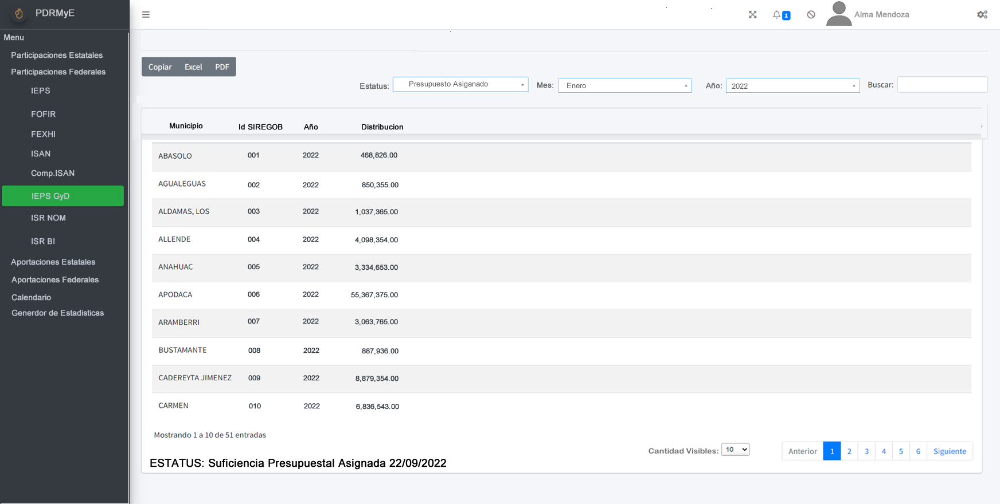 PDRMyE
1
Alma Mendoza
Menu
Participaciones Estatales
Participaciones Federales
IEPS
FOFIR
FEXHI
ISAN
Comp.ISAN
IEPS GyD
ISR NOM
ISR BI
Aportaciones Estatales
Aportaciones Federales
Calendario
Generdor de Estadisticas
Copiar Excel PDF
Estatus: Presupuesto Asiganado Mes: Enero Año: 2022 Buscar:
Municipio Id SIREGOB Año Distribucion
ABASOLO 001 2022 468,826.00
AGUALEGUAS 002 2022 850,355.00
ALDAMAS, LOS 003 2022 1,037,365.00
ALLENDE 004 2022 4,098,354.00
ANAHUAC 005 2022 3,334,653.00
APODACA 006 2022 55,367,375.00
ARAMBERRI 007 2022 3,063,765.00
BUSTAMANTE 008 2022 887,936.00
CADEREYTA JIMENEZ 009 2022 8,879,354.00
CARMEN 010 2022 6,836,543.00
Mostrando 1 a 10 de 51 entradas
Cantidad Visibles: 10 Anterior 1 2 3 4 5 6 Siguiente
ESTATUS: Suficiencia Presupuestal Asignada 22/09/2022